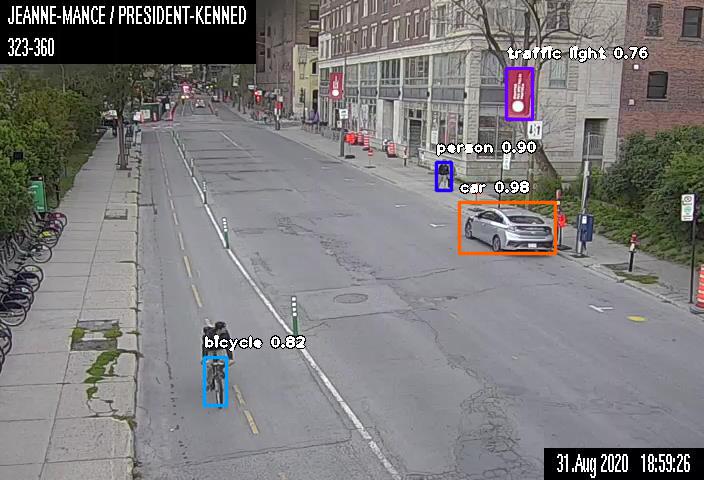 JEANNE-MANCE / PRESIDENT-KENNED
323-360
traffic light 0.76
person 0.90
car 0.98
bicycle 0.82
31.Aug 2020 18:59:26